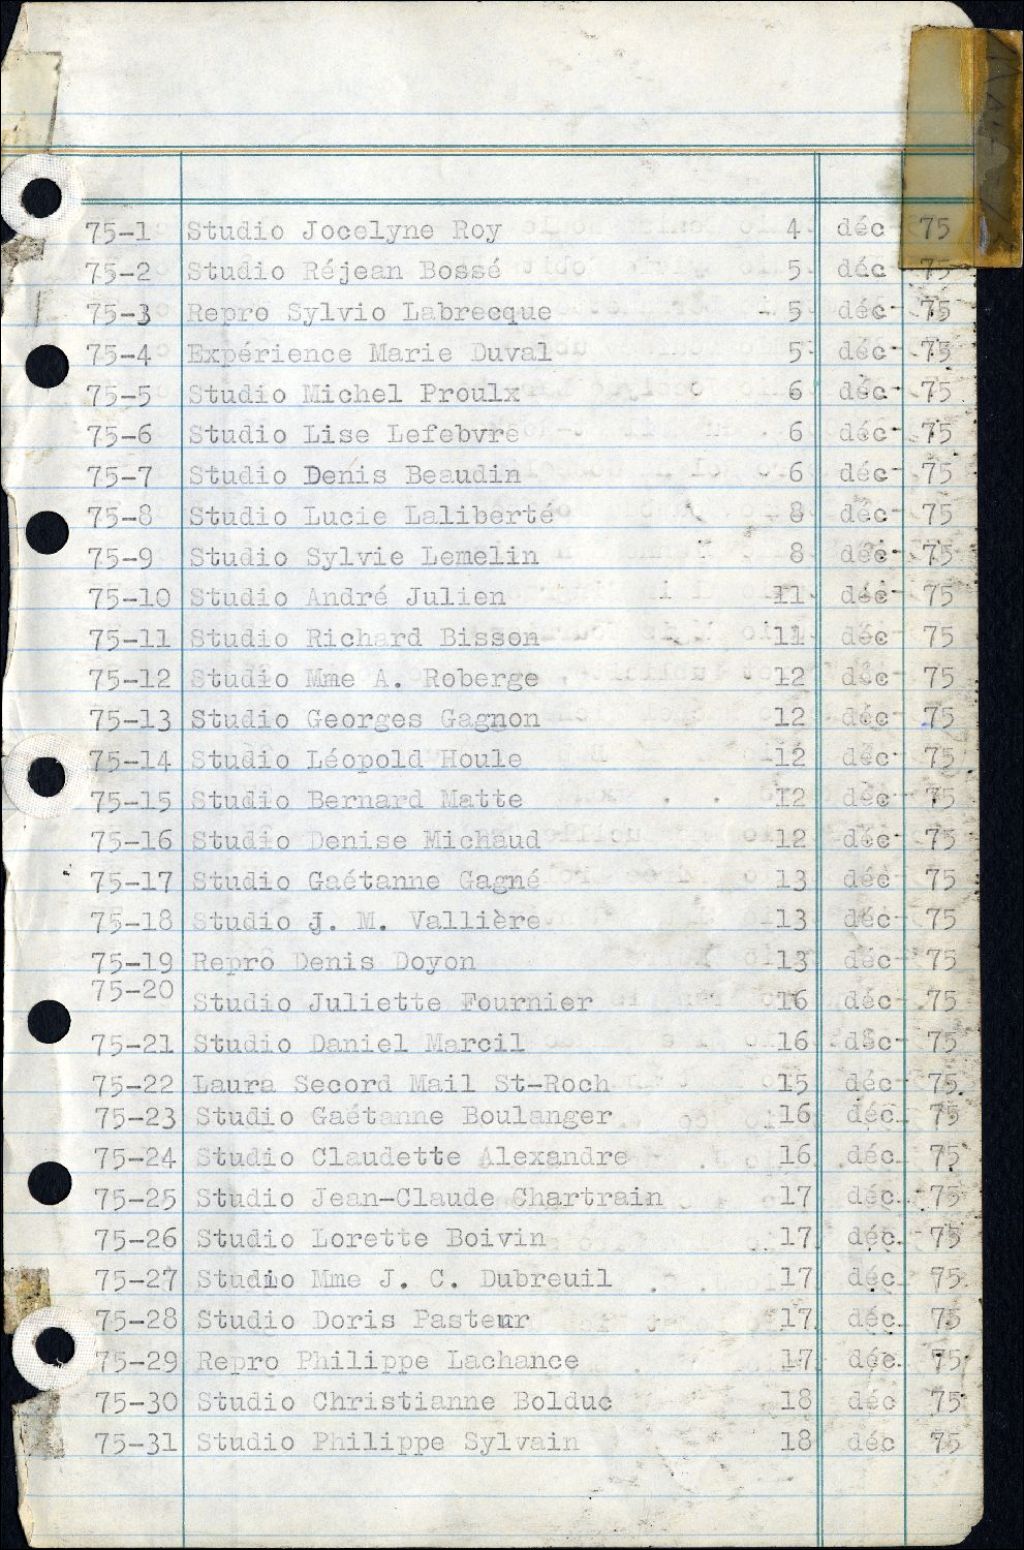 75-1 Studio Jocelyne Roy 4 déc 75
75-2 Studio Réjean Bossé 5 déc 75
75-3 Repro Sylvio Labrecque 5 déc 75
75-4 Expérience Marie Duval 5 déc 75
75-5 Studio Michel Proulx 6 déc 75
75-6 Studio Lise Lefebvre 6 déc 75
75-7 Studio Denis Beaudin 6 déc 75
75-8 Studio Lucie Laliberté 8 déc 75
75-9 Studio Sylvie Lemelin 8 déc 75
75-10 Studio André Julien 11 déc 75
75-11 Studio Richard Bisson 11 déc 75
75-12 Studio Mme A. Roberge 12 déc 75
75-13 Studio Georges Gagnon 12 déc 75
75-14 Studio Léopold Houle 12 déc 75
75-15 Studio Bernard Matte 12 déc 75
75-16 Studio Denise Michaud 12 déc 75
75-17 Studio Gaétanne Gagné 13 déc 75
75-18 Studio J. M. Vallière 13 déc 75
75-19 Repro Denis Doyon 13 déc 75
75-20 Studio Juliette Fournier 16 déc 75
75-21 Studio Daniel Marcil 16 déc 75
75-22 Laura Secord Mail St-Roch 15 déc 75
75-23 Studio Gaétanne Boulanger 16 déc. 75
75-24 Studio Claudette Alexandre 16 déc. 75
75-25 Studio Jean-Claude Chartrain 17 déc. 75
75-26 Studio Lorette Boivin 17 déc. 75
75-27 Studio Mme J. C. Dubreuil 17 déc. 75
75-28 Studio Doris Pasteur 17 déc. 75
75-29 Repro Philippe Lachance 17 déc. 75
75-30 Studio Christianne Bolduc 18 déc 75
75-31 Studio Philippe Sylvain 18 déc 75